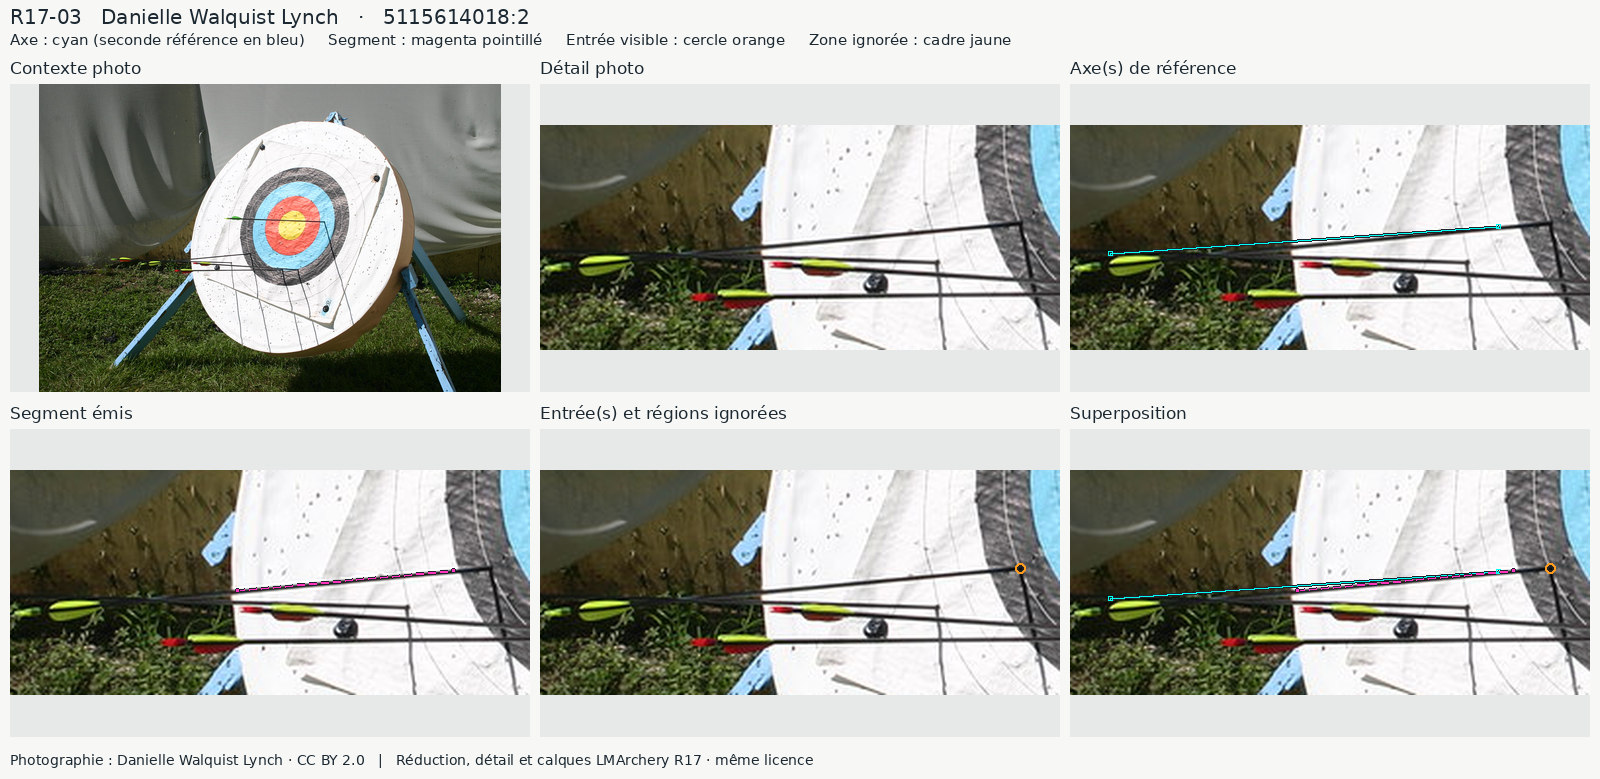 R17-03 Danielle Walquist Lynch · 5115614018:2
Axe : cyan (seconde référence en bleu) Segment : magenta pointillé Entrée visible : cercle orange Zone ignorée : cadre jaune
Contexte photo
Détail photo
Axe(s) de référence
Segment émis
Entrée(s) et régions ignorées
Superposition
Photographie : Danielle Walquist Lynch · CC BY 2.0 | Réduction, détail et calques LMArchery R17 · même licence